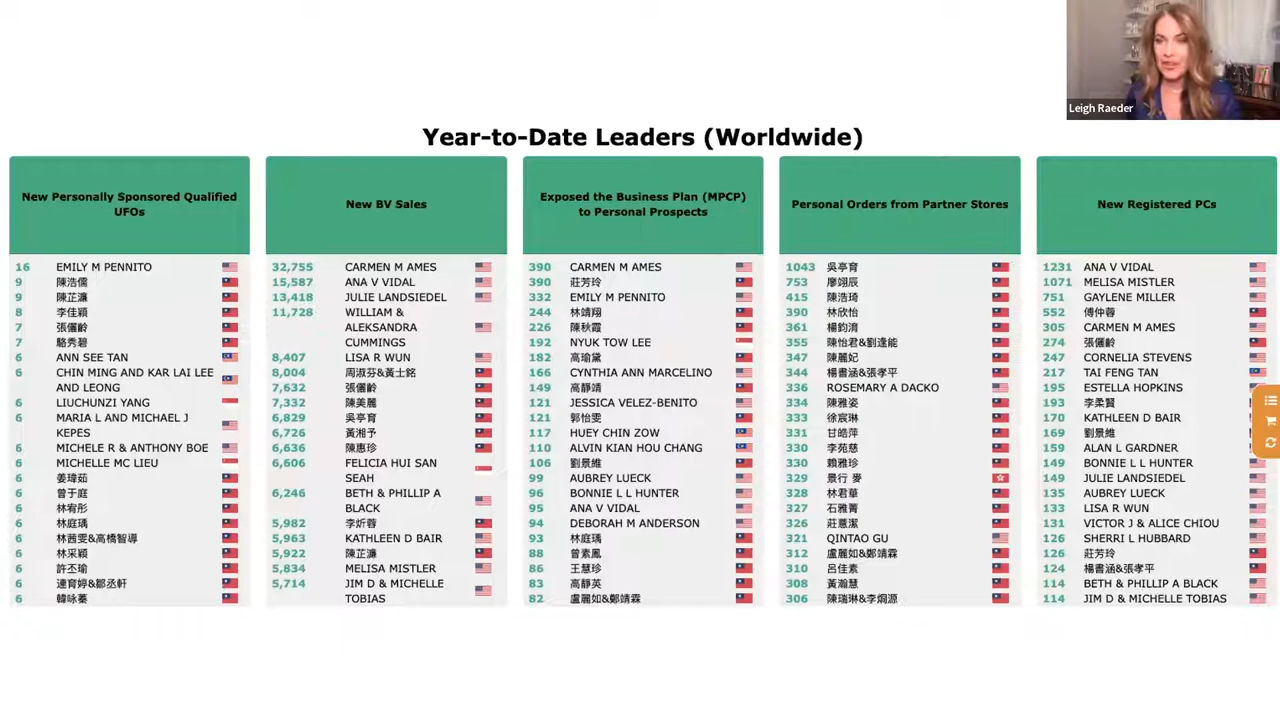 Leigh Raeder
Year-to-Date Leaders (Worldwide)
New Personally Sponsored Qualified
UFOs
16 EMILY M PENNITO
9 陳浩儒
9 陳芷濂
8 李佳穎
7 張儷齡
7 駱秀碧
6 ANN SEE TAN
6 CHIN MING AND KAR LAI LEE
AND LEONG
6 LIUCHUNZI YANG
MARIA L AND MICHAEL J
KEPES
6 MICHELE R & ANTHONY BOE
6 MICHELLE MC LIEU
6 姜瑋茹
6 曾于庭
6 林宥彤
6 林庭瑀
6 林茜雯&高橋智導
6 林采穎
6 許丕瑜
6 連育婷&鄒丞軒
6 韓咏蓁
New BV Sales
32,755 CARMEN M AMES
15,587 ANA V VIDAL
13,418 JULIE LANDSIEDEL
11,728 WILLIAM &
ALEKSANDRA
CUMMINGS
8,407 LISA R WUN
8,004 周淑芬&黃士銘
7,632 張儷齡
7,332 陳美麗
6,829 吳亭育
6,726 黃湘予
6,636 陳惠珍
6,606 FELICIA HUI SAN
SEAH
6,246 BETH & PHILLIP A
BLACK
5,982 李炘蓉
5,963 KATHLEEN D BAIR
5,922 陳芷濂
5,834 MELISA MISTLER
5,714 JIM D & MICHELLE
TOBIAS
Exposed the Business Plan (MPCP)
to Personal Prospects
390 CARMEN M AMES
390 莊芳玲
332 EMILY M PENNITO
244 林靖翔
226 陳秋霞
192 NYUK TOW LEE
182 高瑜黛
166 CYNTHIA ANN MARCELINO
149 高靜靖
121 JESSICA VELEZ-BENITO
121 郭怡雯
117 HUEY CHIN ZOW
110 ALVIN KIAN HOU CHANG
106 劉景維
99 AUBREY LUECK
96 BONNIE L L HUNTER
95 ANA V VIDAL
94 DEBORAH M ANDERSON
93 林庭瑀
88 曾素鳳
86 王慧珍
83 高靜英
82 盧麗如&鄭靖霖
Personal Orders from Partner Stores
1043 吳亭育
753 廖翊辰
415 陳浩琦
390 林欣怡
361 楊鈞淯
355 陳怡君&劉逢能
347 陳麗妃
344 楊書涵&張孝平
336 ROSEMARY A DACKO
334 陳雅姿
333 徐宸琳
331 甘皓萍
330 李苑慈
330 賴雅珍
329 景行 麥
328 林君華
327 石雅菁
326 莊蕙潔
321 QINTAO GU
312 盧麗如&鄭靖霖
310 呂佳素
308 黃瀚慧
306 陳瑞琳&李烱源
New Registered PCs
1231 ANA V VIDAL
1071 MELISA MISTLER
751 GAYLENE MILLER
552 傅仲蓉
305 CARMEN M AMES
274 張儷齡
247 CORNELIA STEVENS
217 TAI FENG TAN
195 ESTELLA HOPKINS
193 李柔賢
170 KATHLEEN D BAIR
169 劉景維
159 ALAN L GARDNER
149 BONNIE L L HUNTER
149 JULIE LANDSIEDEL
135 AUBREY LUECK
133 LISA R WUN
131 VICTOR J & ALICE CHIOU
126 SHERRI L HUBBARD
126 莊芳玲
124 楊書涵&張孝平
114 BETH & PHILLIP A BLACK
114 JIM D & MICHELLE TOBIAS